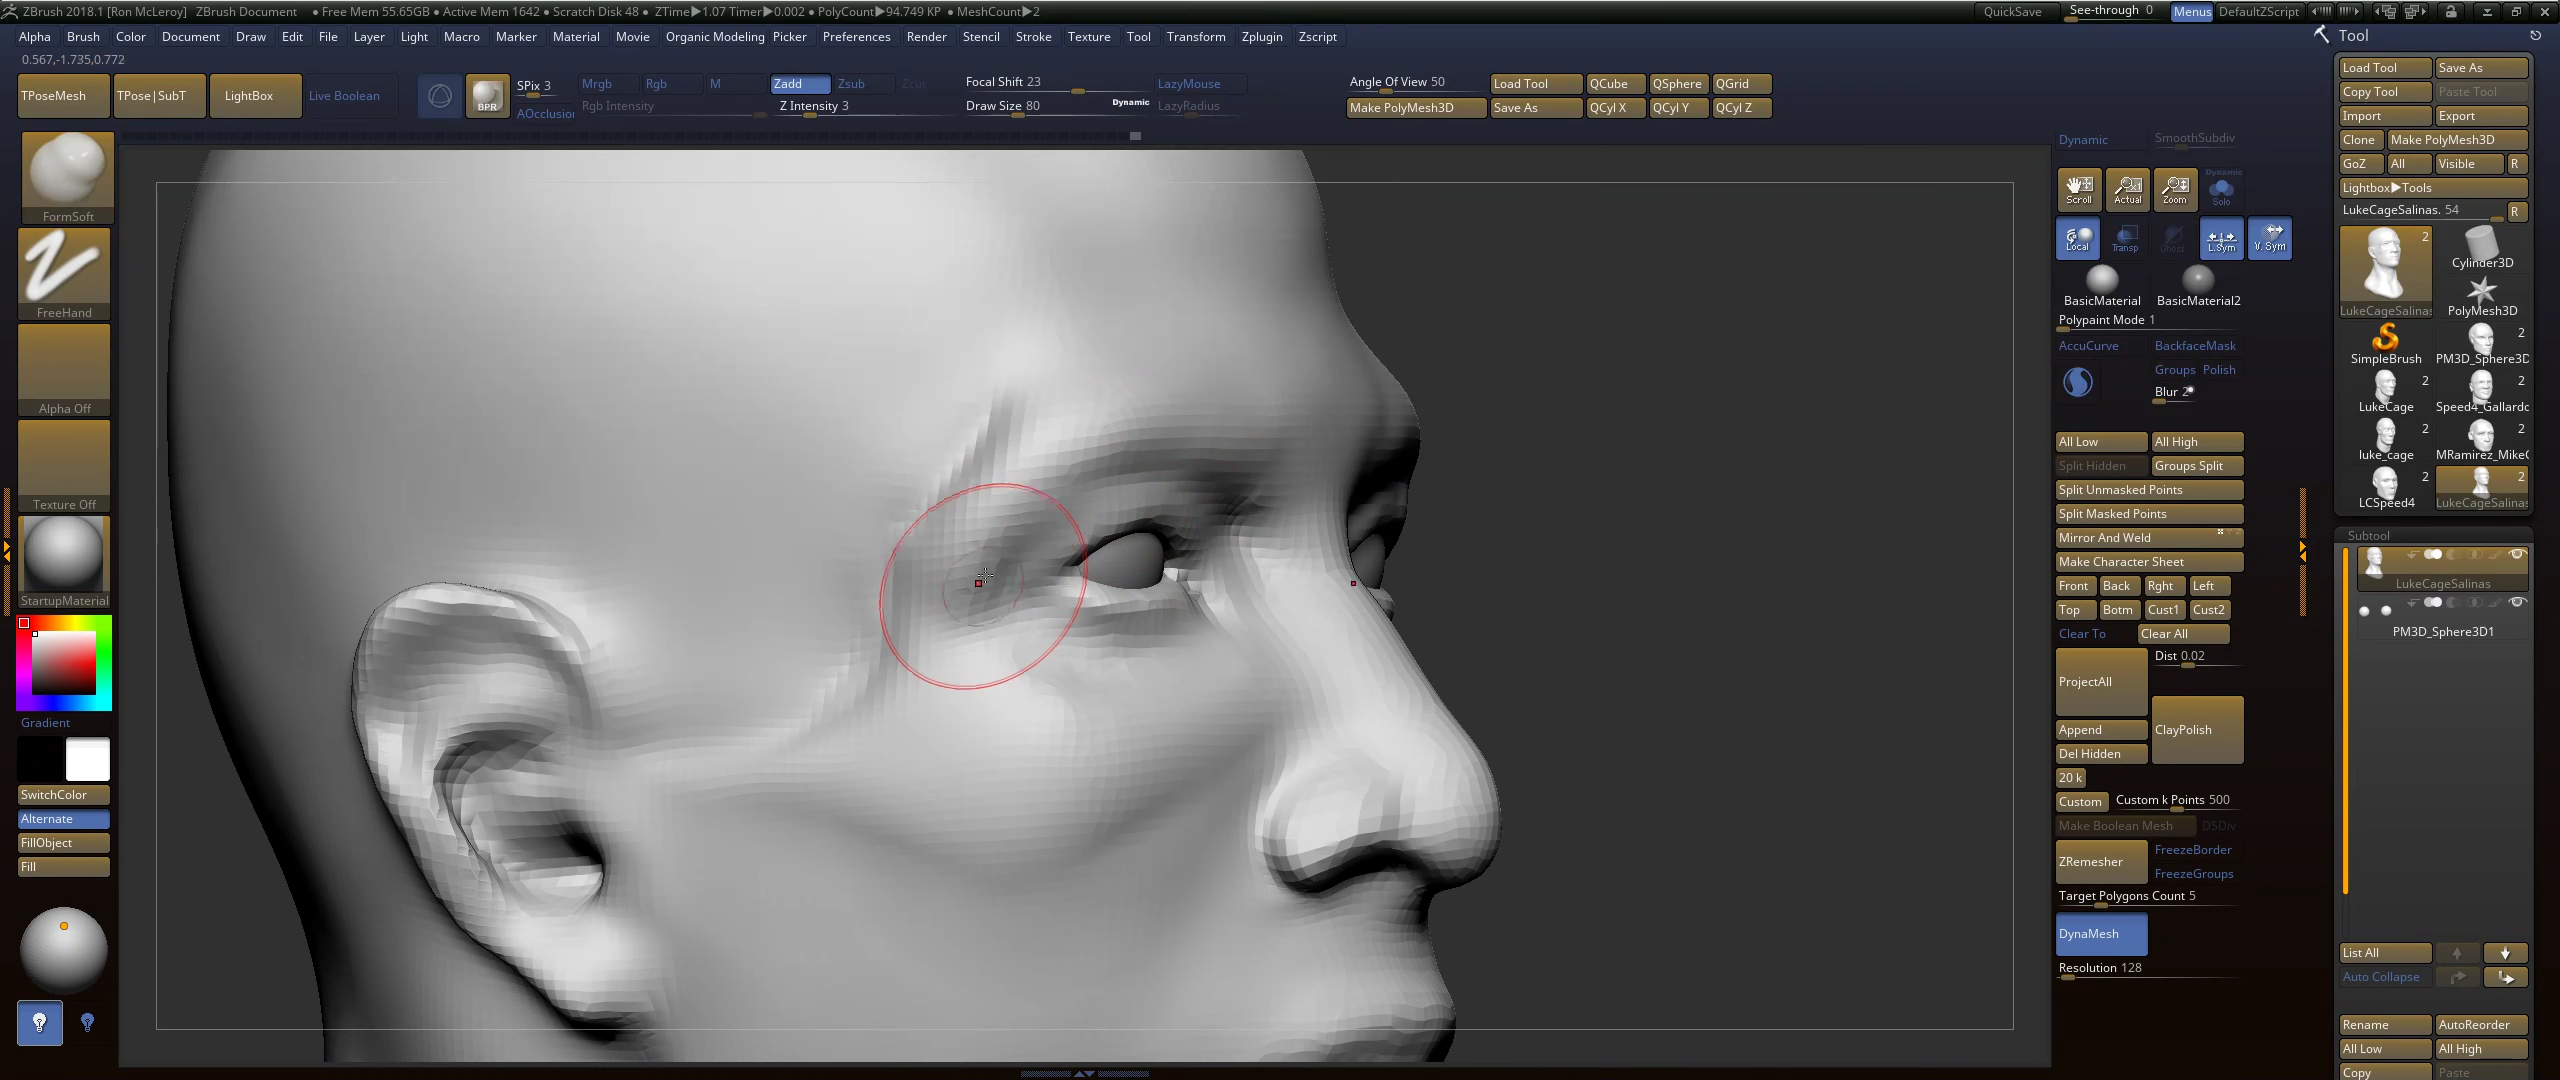 ZBrush 2018.1 [Ron McLeroy] ZBrush Document • Free Mem 55.65GB • Active Mem 1642 • Scratch Disk 48 • ZTime▶1.07 Timer▶0.002 • PolyCount▶94.749 KP • MeshCount▶2 QuickSave See-through 0 Menus DefaultZScript
Alpha Brush Color Document Draw Edit File Layer Light Macro Marker Material Movie Organic Modeling Picker Preferences Render Stencil Stroke Texture Tool Transform Zplugin Zscript
0.567,-1.735,0.772
TPoseMesh TPose|SubT LightBox Live Boolean
BPR
SPix 3
AOcclusion
Mrgb Rgb M Zadd Zsub Zcut
Rgb Intensity Z Intensity 3
Focal Shift 23 LazyMouse
Draw Size 80 Dynamic LazyRadius
Angle Of View 50 Load Tool QCube QSphere QGrid
Make PolyMesh3D Save As QCyl X QCyl Y QCyl Z
FormSoft
FreeHand
Alpha Off
Texture Off
StartupMaterial
Gradient
SwitchColor
Alternate
FillObject
Fill
Dynamic SmoothSubdiv
Scroll Actual Zoom Dynamic Solo
Local Transp Ghost L.Sym V. Sym
BasicMaterial BasicMaterial2
Polypaint Mode 1
AccuCurve BackfaceMask
Groups Polish
Blur 2
All Low All High
Split Hidden Groups Split
Split Unmasked Points
Split Masked Points
Mirror And Weld
Make Character Sheet
Front Back Rght Left
Top Botm Cust1 Cust2
Clear To Clear All
ProjectAll Dist 0.02
Append ClayPolish
Del Hidden
20 k
Custom Custom k Points 500
Make Boolean Mesh DSDiv
ZRemesher FreezeBorder
FreezeGroups
Target Polygons Count 5
DynaMesh
Resolution 128
Tool
Load Tool Save As
Copy Tool Paste Tool
Import Export
Clone Make PolyMesh3D
GoZ All Visible R
Lightbox▶Tools
LukeCageSalinas. 54 R
2
LukeCageSalinas
Cylinder3D
PolyMesh3D
SimpleBrush 2 PM3D_Sphere3D
2 LukeCage 2 Speed4_Gallardo
2 luke_cage 2 MRamirez_MikeC
2 LCSpeed4 2 LukeCageSalinas
Subtool
LukeCageSalinas
PM3D_Sphere3D1
List All
Auto Collapse
Rename AutoReorder
All Low All High
Copy Paste